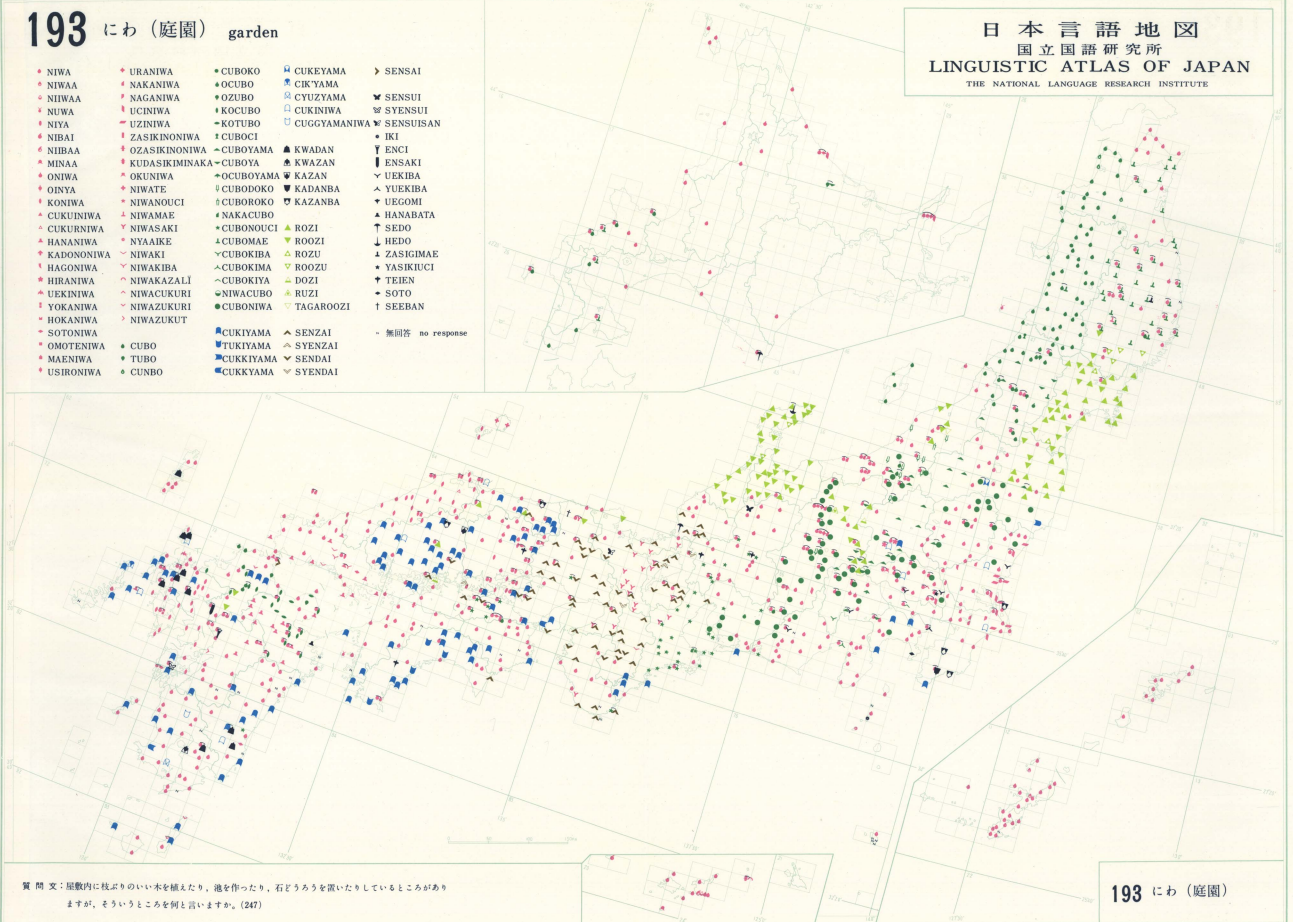 193 にわ（庭園） garden
日本言語地図
国立国語研究所
LINGUISTIC ATLAS OF JAPAN
THE NATIONAL LANGUAGE RESEARCH INSTITUTE
NIWA
NIWAA
NIIWAA
NUWA
NIYA
NIBAI
NIIBAA
MINAA
ONIWA
OINYA
KONIWA
CUKUINIWA
CUKURNIWA
HANANIWA
KADONONIWA
HAGONIWA
HIRANIWA
UEKINIWA
YOKANIWA
HOKANIWA
SOTONIWA
OMOTENIWA
MAENIWA
USIRONIWA
URANIWA
NAKANIWA
NAGANIWA
UCINIWA
UZINIWA
ZASIKINONIWA
OZASIKINONIWA
KUDASIKIMINAKA
OKUNIWA
NIWATE
NIWANOUCI
NIWAMAE
NIWASAKI
NYAAIKE
NIWAKI
NIWAKIBA
NIWAKAZALÏ
NIWACUKURI
NIWAZUKURI
NIWAZUKUT
CUBO
TUBO
CUNBO
CUBOKO
OCUBO
OZUBO
KOCUBO
KOTUBO
CUBOCI
CUBOYAMA
CUBOYA
OCUBOYAMA
CUBODOKO
CUBOROKO
NAKACUBO
CUBONOUCI
CUBOMAE
CUBOKIBA
CUBOKIMA
CUBOKIYA
NIWACUBO
CUBONIWA
CUKIYAMA
TUKIYAMA
CUKKIYAMA
CUKKYAMA
CUKEYAMA
CIK'YAMA
CYUZYAMA
CUKINIWA
CUGGYAMANIWA
KWADAN
KWAZAN
KAZAN
KADANBA
KAZANBA
ROZI
ROOZI
ROZU
ROOZU
DOZI
RUZI
TAGAROOZI
SENZAI
SYENZAI
SENDAI
SYENDAI
SENSAI
SENSUI
SYENSUI
SENSUISAN
IKI
ENCI
ENSAKI
UEKIBA
YUEKIBA
UEGOMI
HANABATA
SEDO
HEDO
ZASIGIMAE
YASIKIUCI
TEIEN
SOTO
SEEBAN
無回答 no response
質問文：屋敷内に枝ぶりのいい木を植えたり，池を作ったり，石どうろうを置いたりしているところがあり
ますが，そういうところを何と言いますか。(247)
193 にわ（庭園）